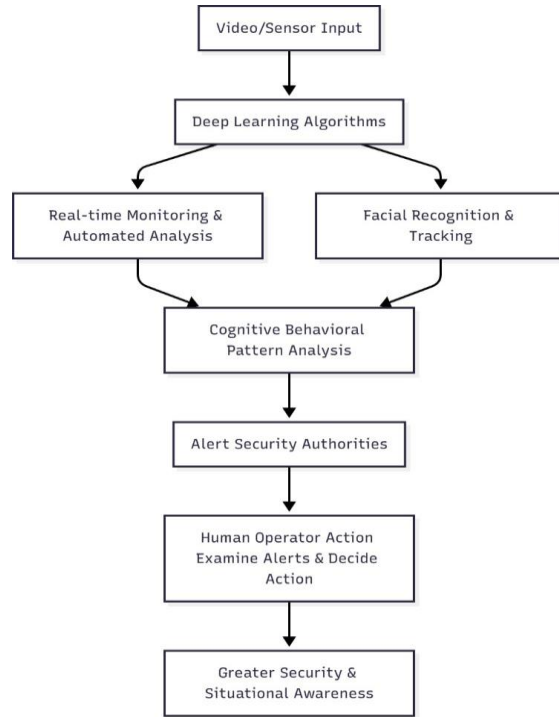 Video/Sensor Input
Deep Learning Algorithms
Real-time Monitoring &
Automated Analysis
Facial Recognition &
Tracking
Cognitive Behavioral
Pattern Analysis
Alert Security Authorities
Human Operator Action
Examine Alerts & Decide
Action
Greater Security &
Situational Awareness